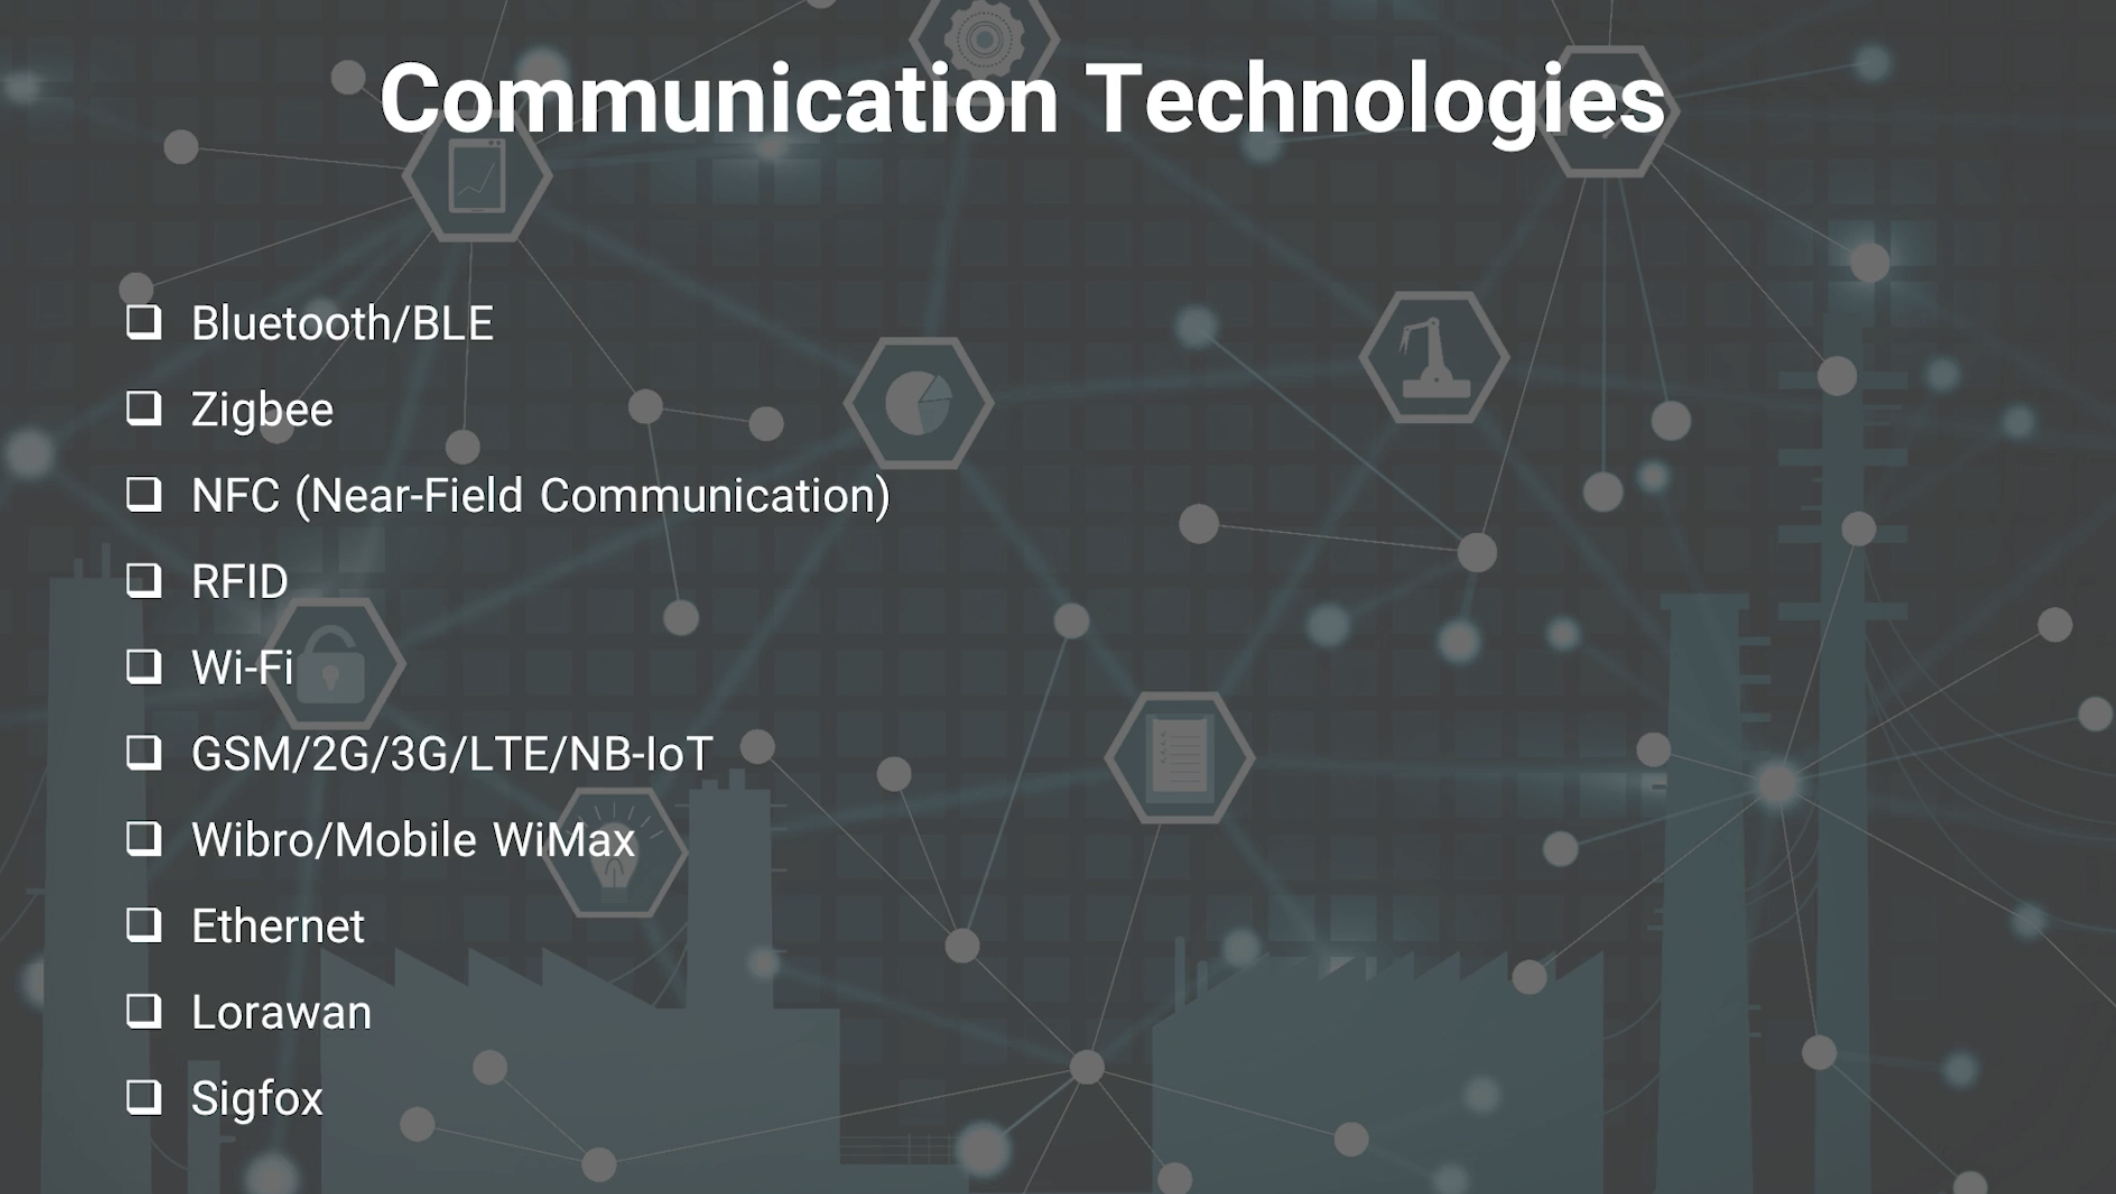 Communication Technologies
Bluetooth/BLE
Zigbee
NFC (Near-Field Communication)
RFID
Wi-Fi
GSM/2G/3G/LTE/NB-IoT
Wibro/Mobile WiMax
Ethernet
Lorawan
Sigfox